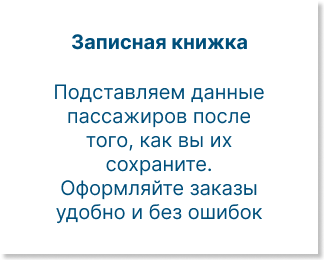 Записная книжка
Подставляем данные
пассажиров после
того, как вы их
сохраните.
Оформляйте заказы
удобно и без ошибок